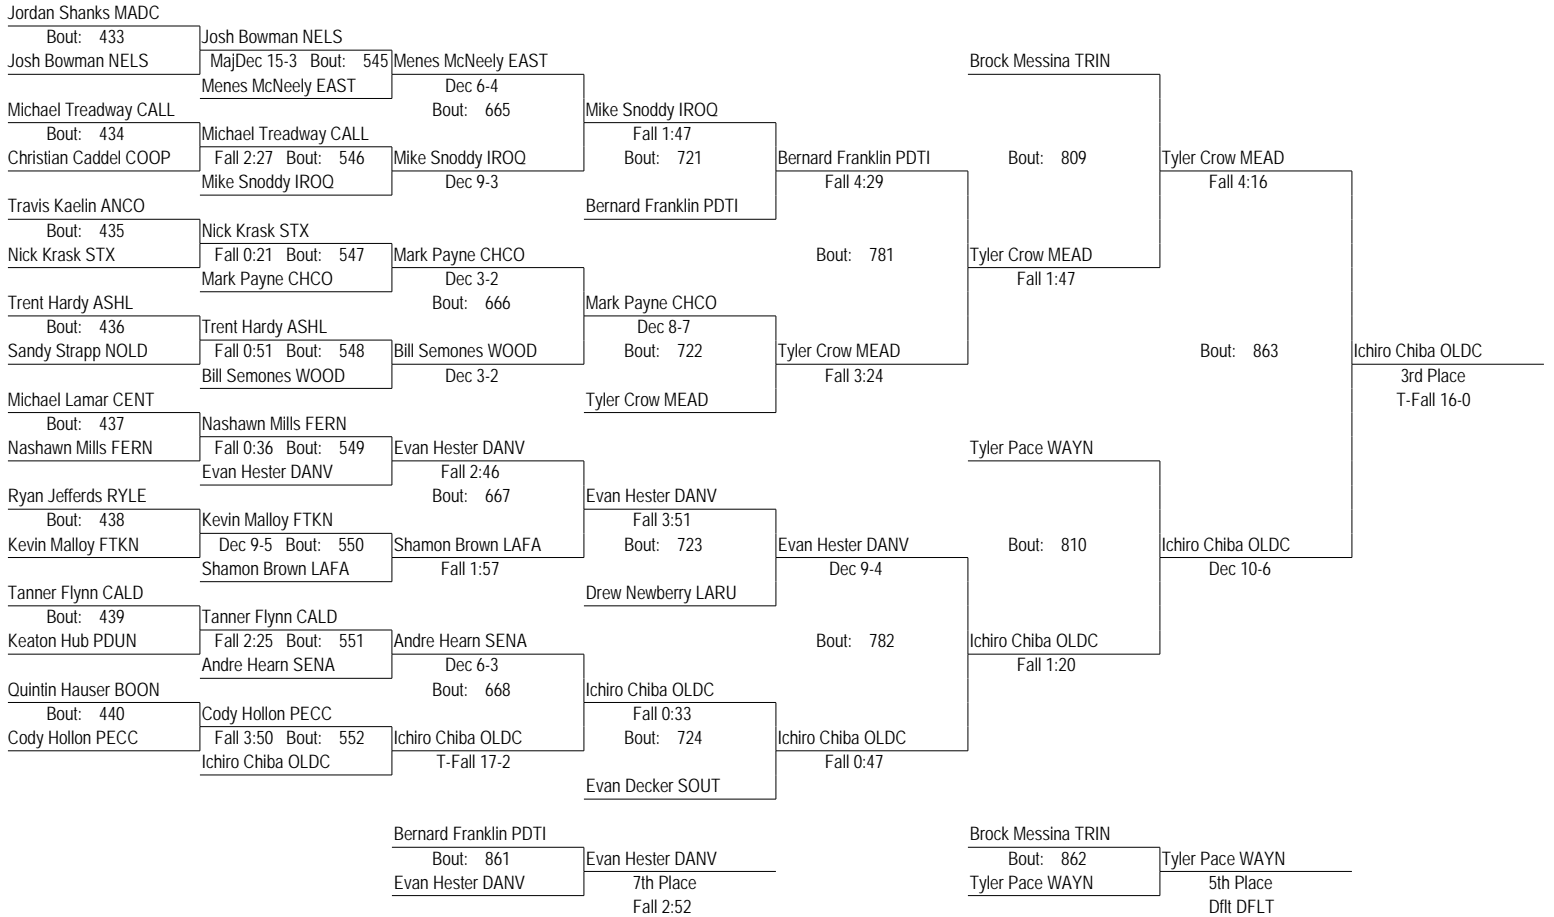 Jordan Shanks MADC
Bout: 433 Josh Bowman NELS
Josh Bowman NELS MajDec 15-3 Bout: 545 Menes McNeely EAST Brock Messina TRIN
Menes McNeely EAST Dec 6-4
Michael Treadway CALL Bout: 665 Mike Snoddy IROQ
Bout: 434 Michael Treadway CALL Fall 1:47
Christian Caddel COOP Fall 2:27 Bout: 546 Mike Snoddy IROQ Bout: 721 Bernard Franklin PDTI Bout: 809 Tyler Crow MEAD
Mike Snoddy IROQ Dec 9-3 Fall 4:29 Fall 4:16
Travis Kaelin ANCO Bernard Franklin PDTI
Bout: 435 Nick Krask STX
Nick Krask STX Fall 0:21 Bout: 547 Mark Payne CHCO Bout: 781 Tyler Crow MEAD
Mark Payne CHCO Dec 3-2 Fall 1:47
Trent Hardy ASHL Bout: 666 Mark Payne CHCO
Bout: 436 Trent Hardy ASHL Dec 8-7
Sandy Strapp NOLD Fall 0:51 Bout: 548 Bill Semones WOOD Bout: 722 Tyler Crow MEAD Bout: 863 Ichiro Chiba OLDC
Bill Semones WOOD Dec 3-2 Fall 3:24 3rd Place
Michael Lamar CENT Tyler Crow MEAD T-Fall 16-0
Bout: 437 Nashawn Mills FERN
Nashawn Mills FERN Fall 0:36 Bout: 549 Evan Hester DANV Tyler Pace WAYN
Evan Hester DANV Fall 2:46
Ryan Jefferds RYLE Bout: 667 Evan Hester DANV
Bout: 438 Kevin Malloy FTKN Fall 3:51
Kevin Malloy FTKN Dec 9-5 Bout: 550 Shamon Brown LAFA Bout: 723 Evan Hester DANV Bout: 810 Ichiro Chiba OLDC
Shamon Brown LAFA Fall 1:57 Dec 9-4 Dec 10-6
Tanner Flynn CALD Drew Newberry LARU
Bout: 439 Tanner Flynn CALD
Keaton Hub PDUN Fall 2:25 Bout: 551 Andre Hearn SENA Bout: 782 Ichiro Chiba OLDC
Andre Hearn SENA Dec 6-3 Fall 1:20
Quintin Hauser BOON Bout: 668 Ichiro Chiba OLDC
Bout: 440 Cody Hollon PECC Fall 0:33
Cody Hollon PECC Fall 3:50 Bout: 552 Ichiro Chiba OLDC Bout: 724 Ichiro Chiba OLDC
Ichiro Chiba OLDC T-Fall 17-2 Fall 0:47
Evan Decker SOUT
Bernard Franklin PDTI Brock Messina TRIN
Bout: 861 Evan Hester DANV Bout: 862 Tyler Pace WAYN
Evan Hester DANV 7th Place Tyler Pace WAYN 5th Place
Fall 2:52 Dflt DFLT